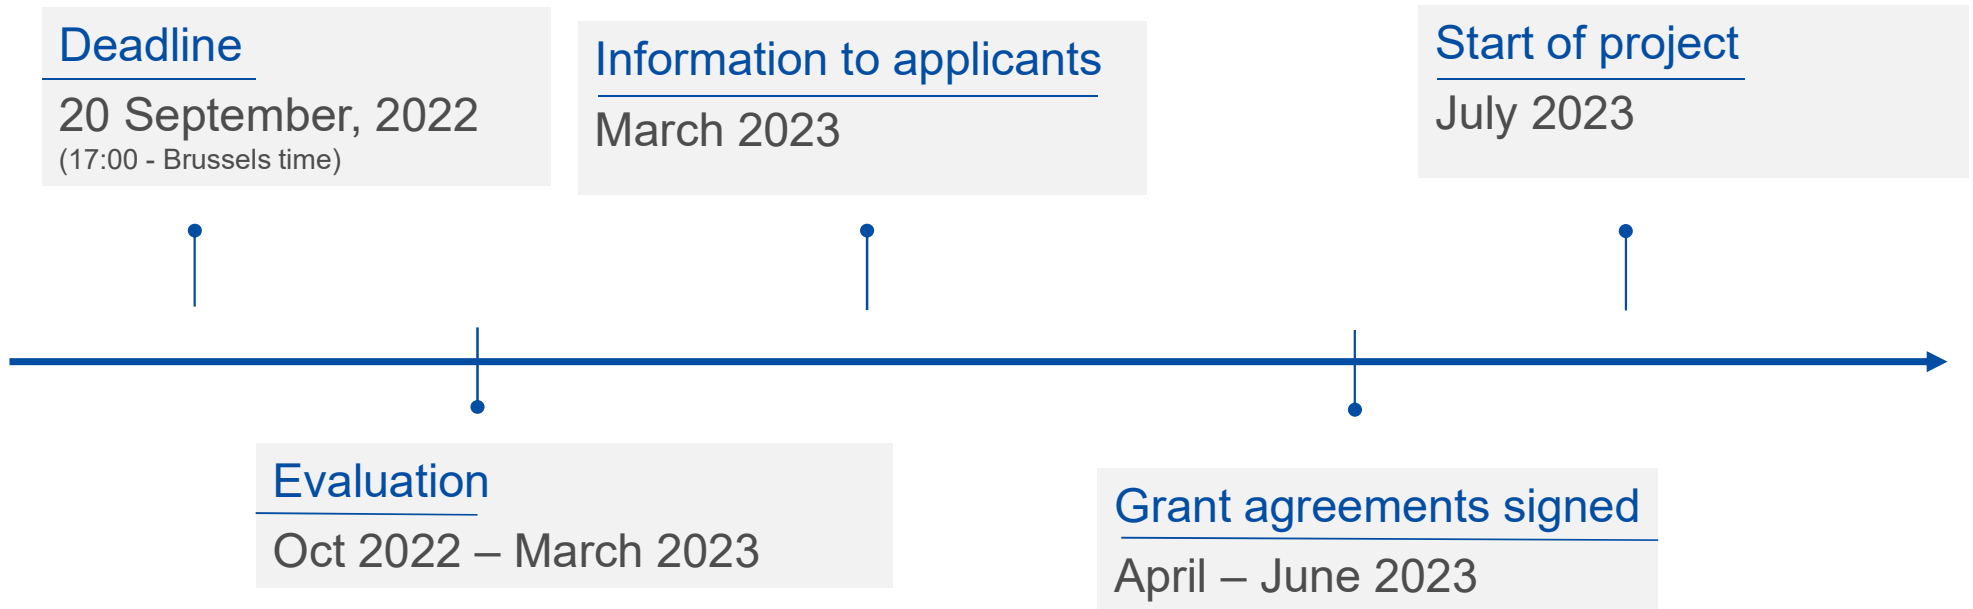 Deadline
20 September, 2022
(17:00 - Brussels time)
Information to applicants
March 2023
Start of project
July 2023
Evaluation
Oct 2022 – March 2023
Grant agreements signed
April – June 2023